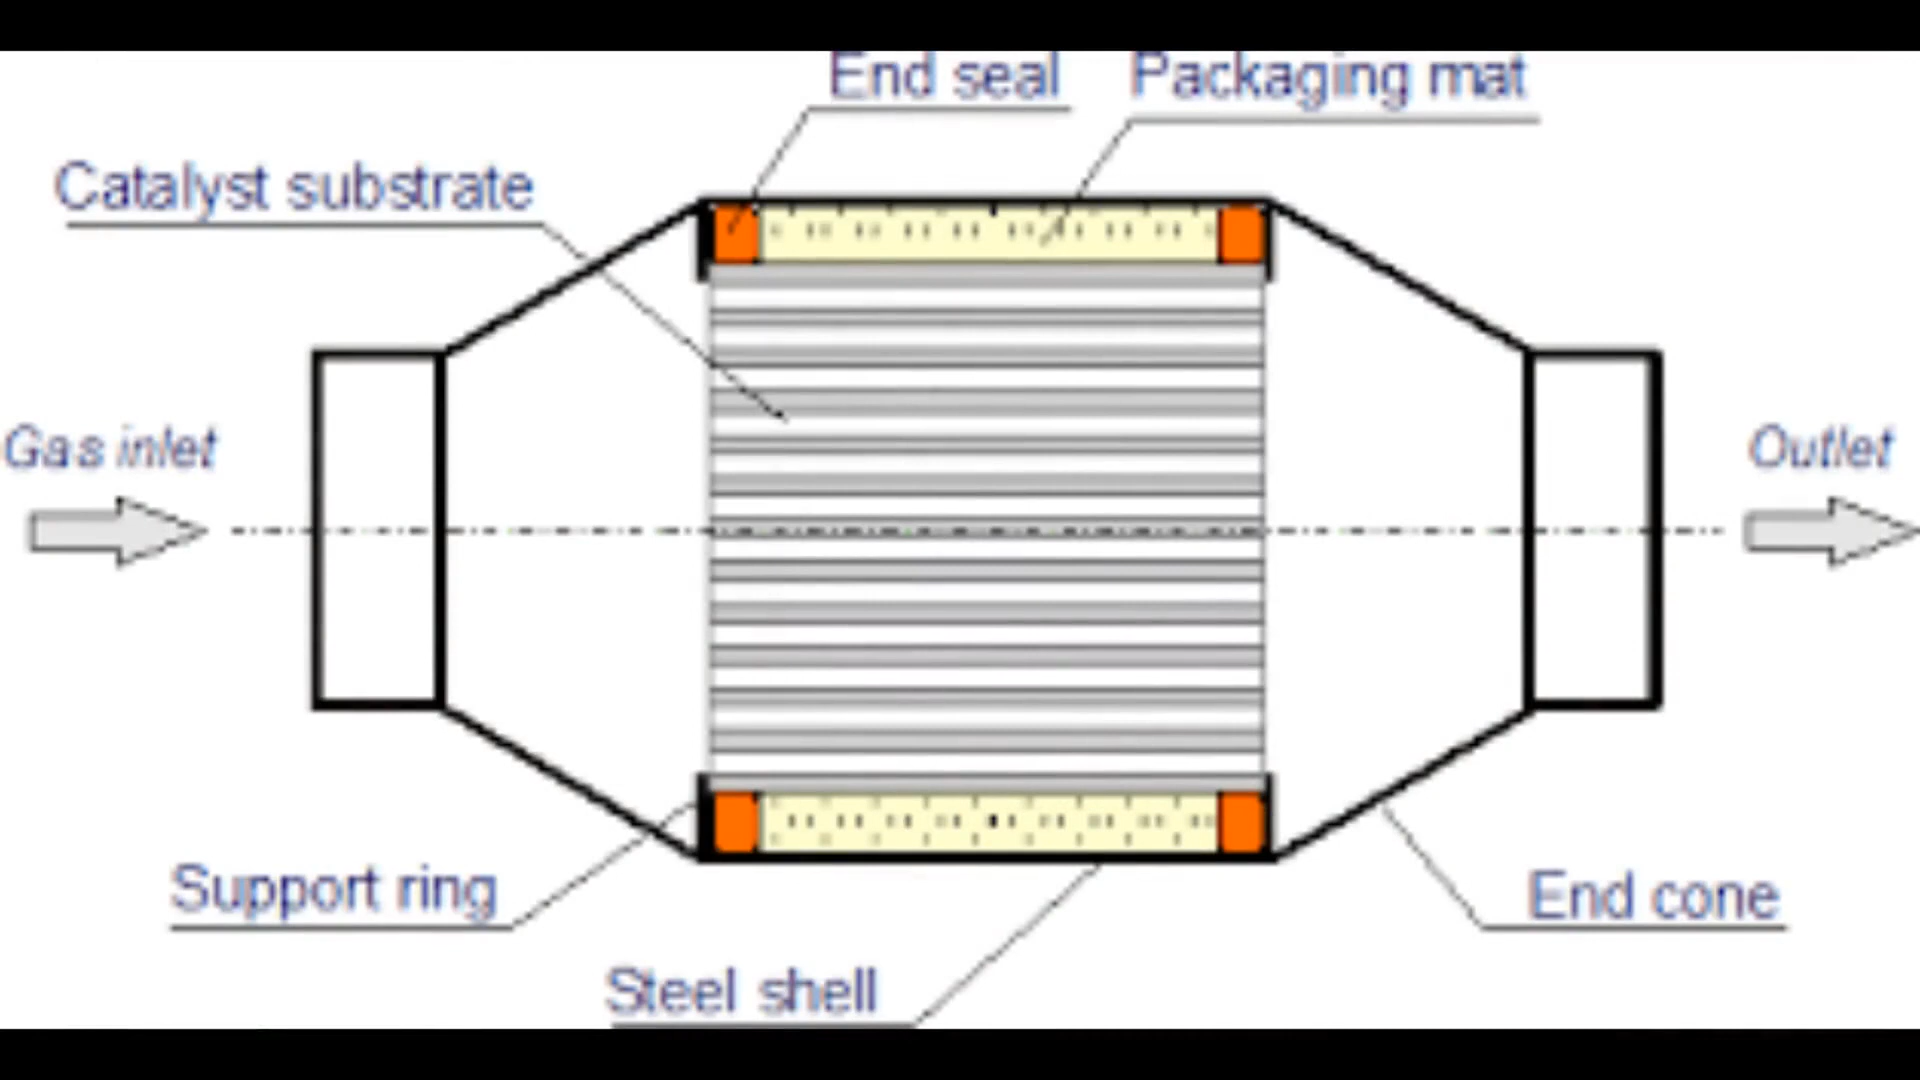 End seal
Packaging mat
Catalyst substrate
Gas inlet
Outlet
Support ring
End cone
Steel shell